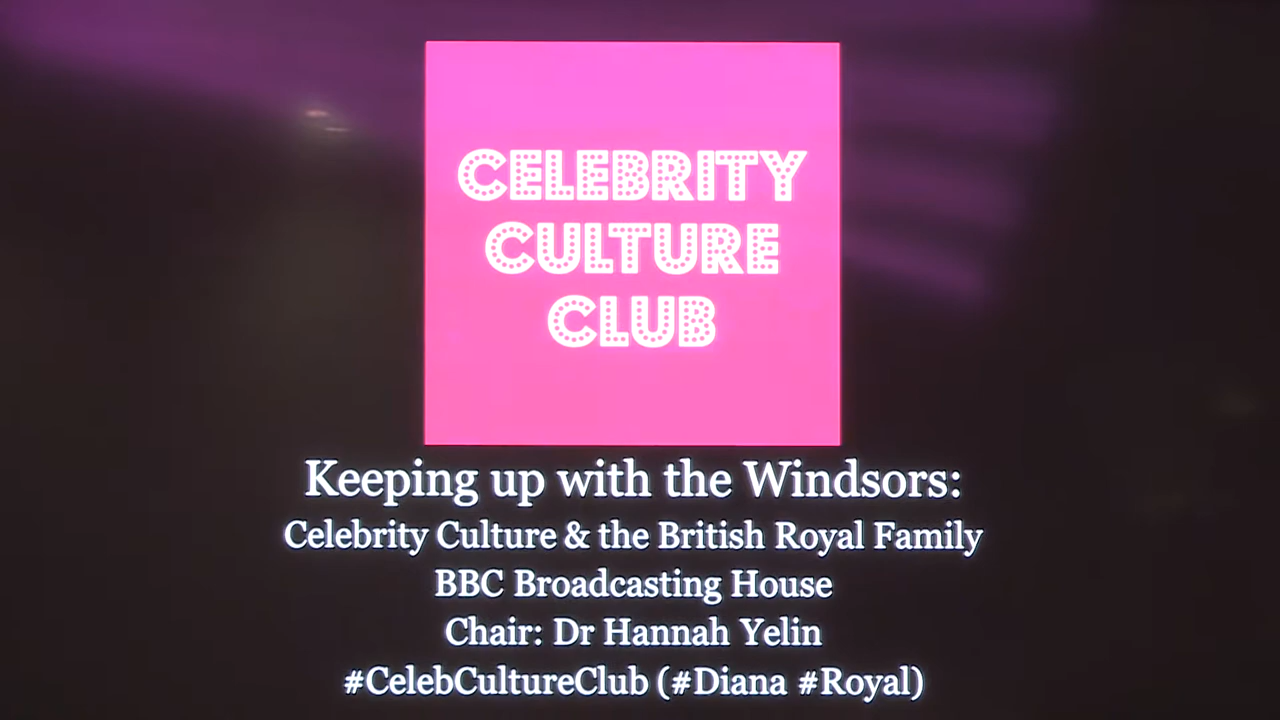 CELEBRITY
CULTURE
CLUB
Keeping up with the Windsors:
Celebrity Culture & the British Royal Family
BBC Broadcasting House
Chair: Dr Hannah Yelin
#CelebCultureClub (#Diana #Royal)